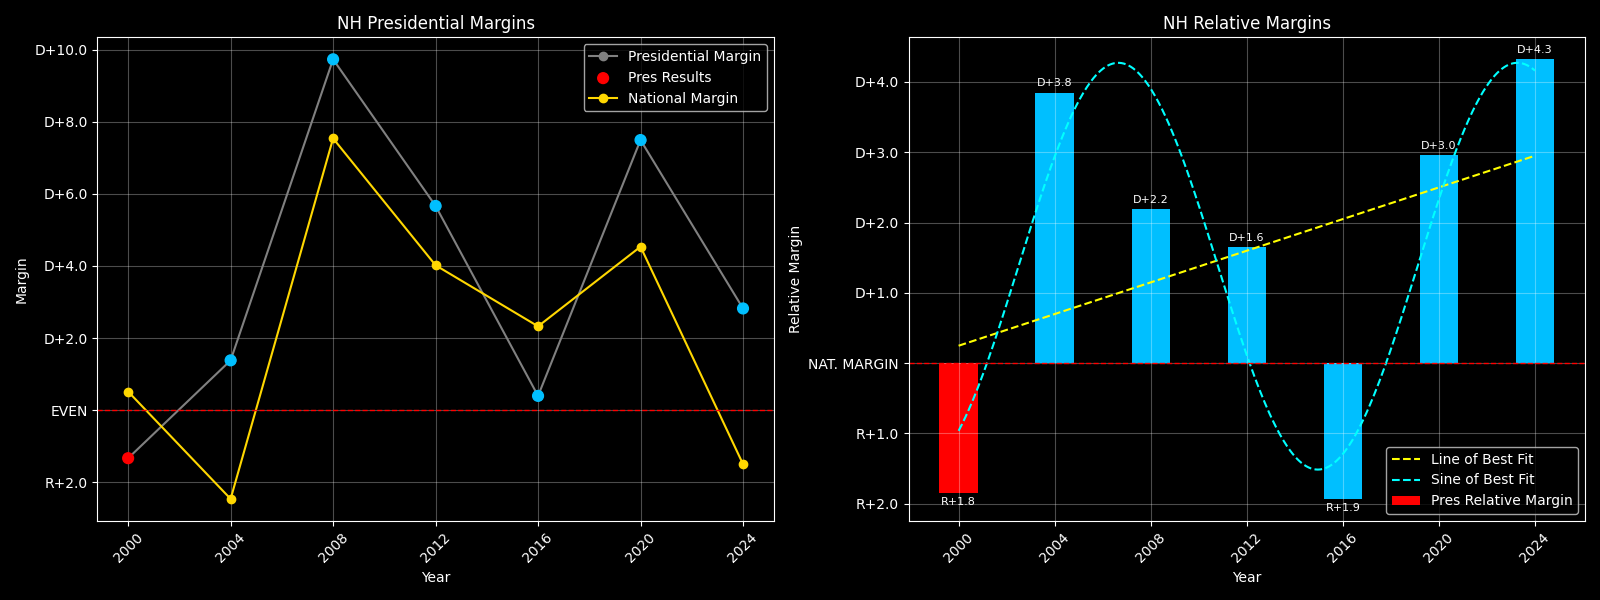 NH Presidential Margins
D+10.0
D+8.0
D+6.0
D+4.0
D+2.0
EVEN
R+2.0
Margin
Presidential Margin
Pres Results
National Margin
2000
2004
2008
2012
2016
2020
2024
Year
NH Relative Margins
D+4.0
D+3.0
D+2.0
D+1.0
NAT. MARGIN
R+1.0
R+2.0
Relative Margin
R+1.8
D+3.8
D+2.2
D+1.6
R+1.9
D+3.0
D+4.3
Line of Best Fit
Sine of Best Fit
Pres Relative Margin
2000
2004
2008
2012
2016
2020
2024
Year